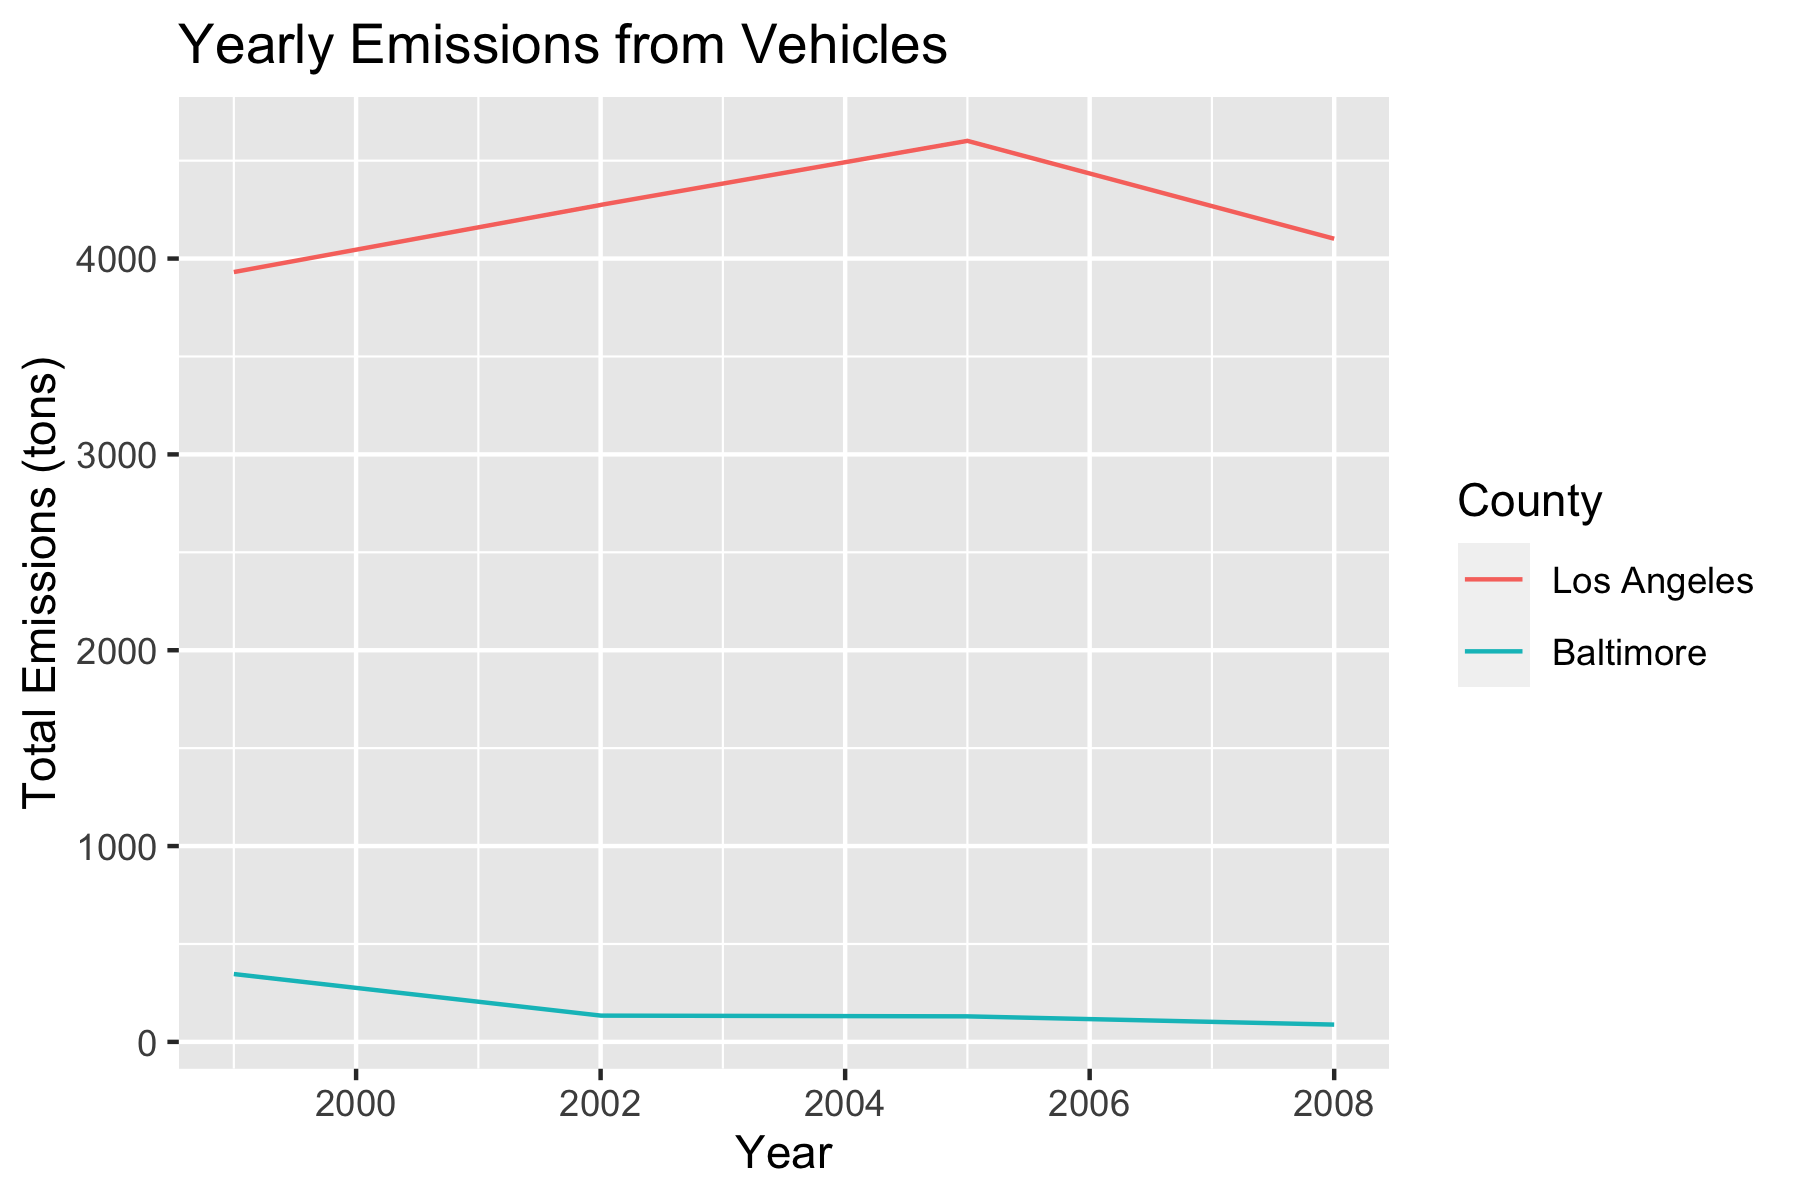 Yearly Emissions from Vehicles
Total Emissions (tons)
4000
3000
2000
1000
0
2000 2002 2004 2006 2008
Year
County
Los Angeles
Baltimore